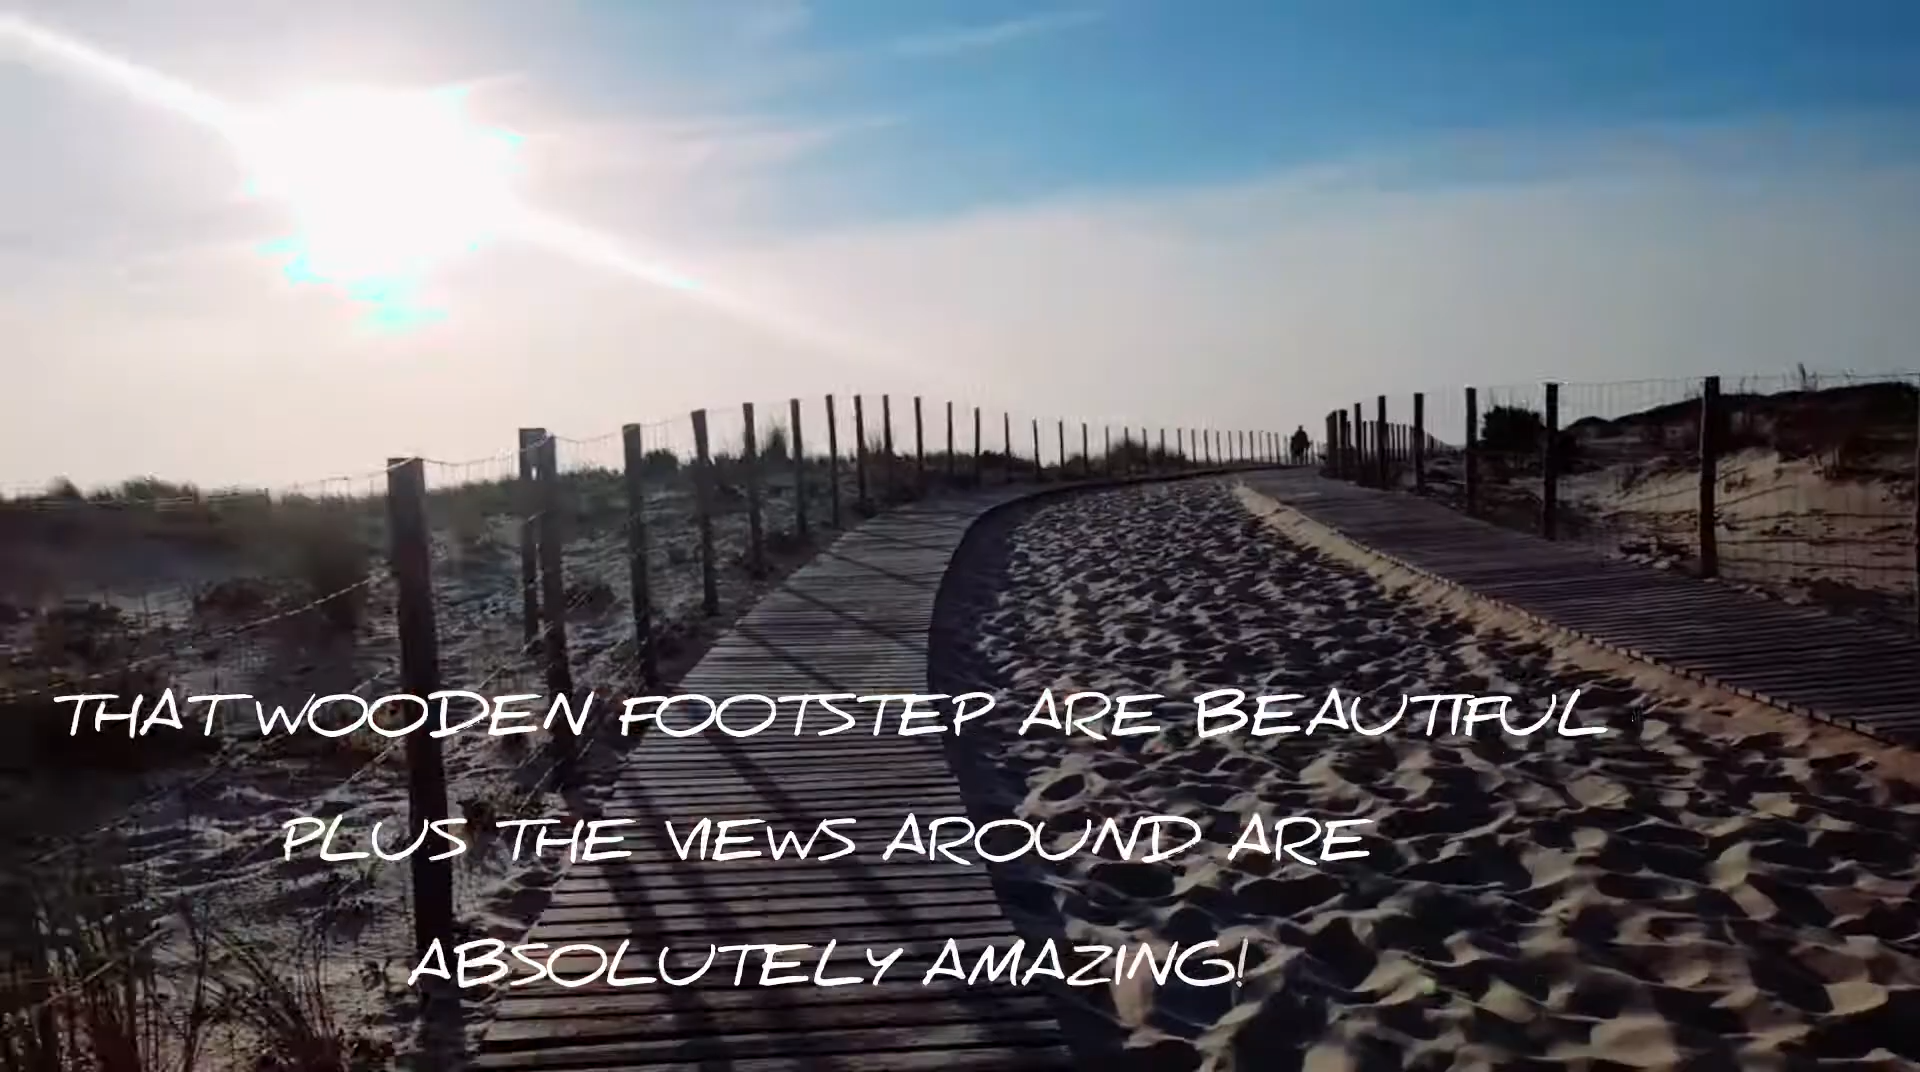 THAT WOODEN FOOTSTEP ARE BEAUTIFUL
PLUS THE VIEWS AROUND ARE
ABSOLUTELY AMAZING!